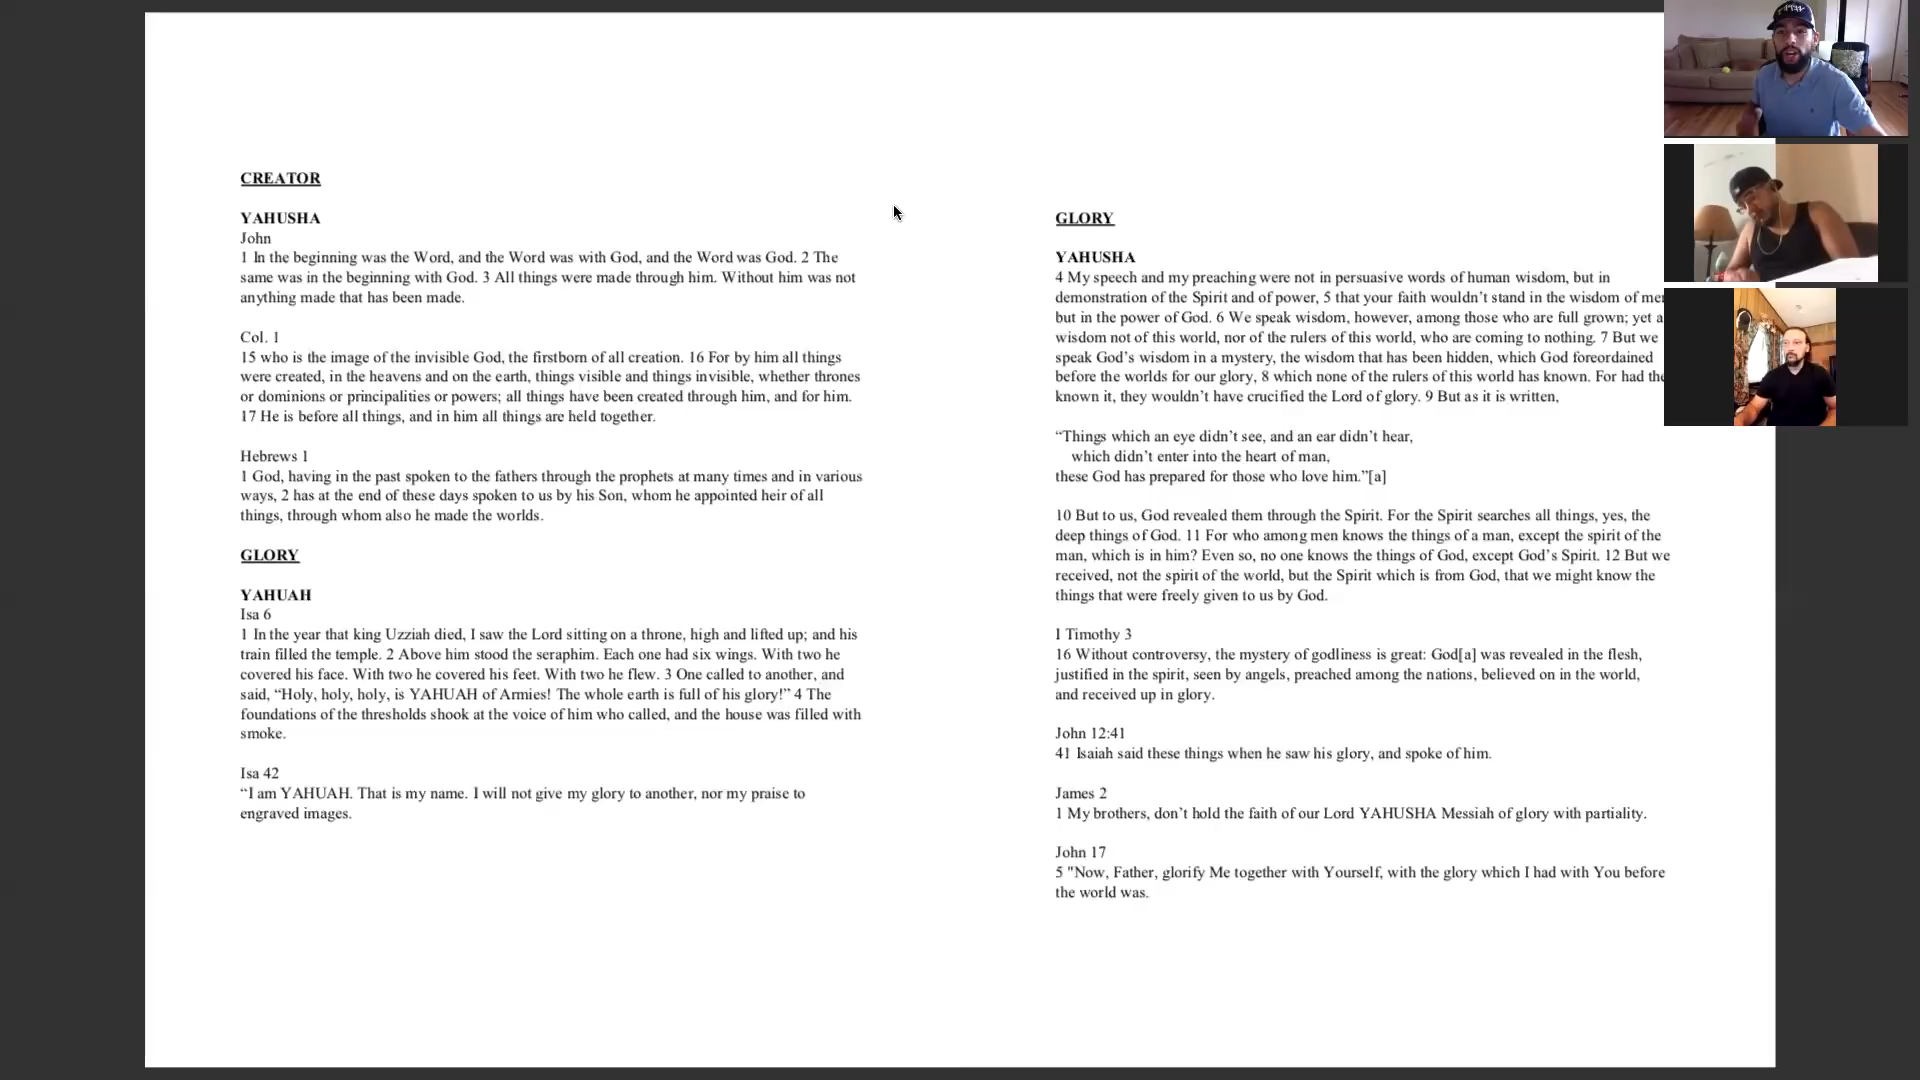 CREATOR
YAHUSHA
John
1 In the beginning was the Word, and the Word was with God, and the Word was God. 2 The
same was in the beginning with God. 3 All things were made through him. Without him was not
anything made that has been made.
Col. 1
15 who is the image of the invisible God, the firstborn of all creation. 16 For by him all things
were created, in the heavens and on the earth, things visible and things invisible, whether thrones
or dominions or principalities or powers; all things have been created through him, and for him.
17 He is before all things, and in him all things are held together.
Hebrews 1
1 God, having in the past spoken to the fathers through the prophets at many times and in various
ways, 2 has at the end of these days spoken to us by his Son, whom he appointed heir of all
things, through whom also he made the worlds.
GLORY
YAHUAH
Isa 6
1 In the year that king Uzziah died, I saw the Lord sitting on a throne, high and lifted up; and his
train filled the temple. 2 Above him stood the seraphim. Each one had six wings. With two he
covered his face. With two he covered his feet. With two he flew. 3 One called to another, and
said, “Holy, holy, holy, is YAHUAH of Armies! The whole earth is full of his glory!” 4 The
foundations of the thresholds shook at the voice of him who called, and the house was filled with
smoke.
Isa 42
“I am YAHUAH. That is my name. I will not give my glory to another, nor my praise to
engraved images.
GLORY
YAHUSHA
4 My speech and my preaching were not in persuasive words of human wisdom, but in
demonstration of the Spirit and of power, 5 that your faith wouldn’t stand in the wisdom of
but in the power of God. 6 We speak wisdom, however, among those who are full grown; yet a
wisdom not of this world, nor of the rulers of this world, who are coming to nothing. 7 But we
speak God’s wisdom in a mystery, the wisdom that has been hidden, which God foreordained
before the worlds for our glory, 8 which none of the rulers of this world has known. For had
known it, they wouldn’t have crucified the Lord of glory. 9 But as it is written,
“Things which an eye didn’t see, and an ear didn’t hear,
which didn’t enter into the heart of man,
these God has prepared for those who love him.”[a]
10 But to us, God revealed them through the Spirit. For the Spirit searches all things, yes, the
deep things of God. 11 For who among men knows the things of a man, except the spirit of the
man, which is in him? Even so, no one knows the things of God, except God’s Spirit. 12 But we
received, not the spirit of the world, but the Spirit which is from God, that we might know the
things that were freely given to us by God.
I Timothy 3
16 Without controversy, the mystery of godliness is great: God[a] was revealed in the flesh,
justified in the spirit, seen by angels, preached among the nations, believed on in the world,
and received up in glory.
John 12:41
41 Isaiah said these things when he saw his glory, and spoke of him.
James 2
1 My brothers, don’t hold the faith of our Lord YAHUSHA Messiah of glory with partiality.
John 17
5 "Now, Father, glorify Me together with Yourself, with the glory which I had with You before
the world was.